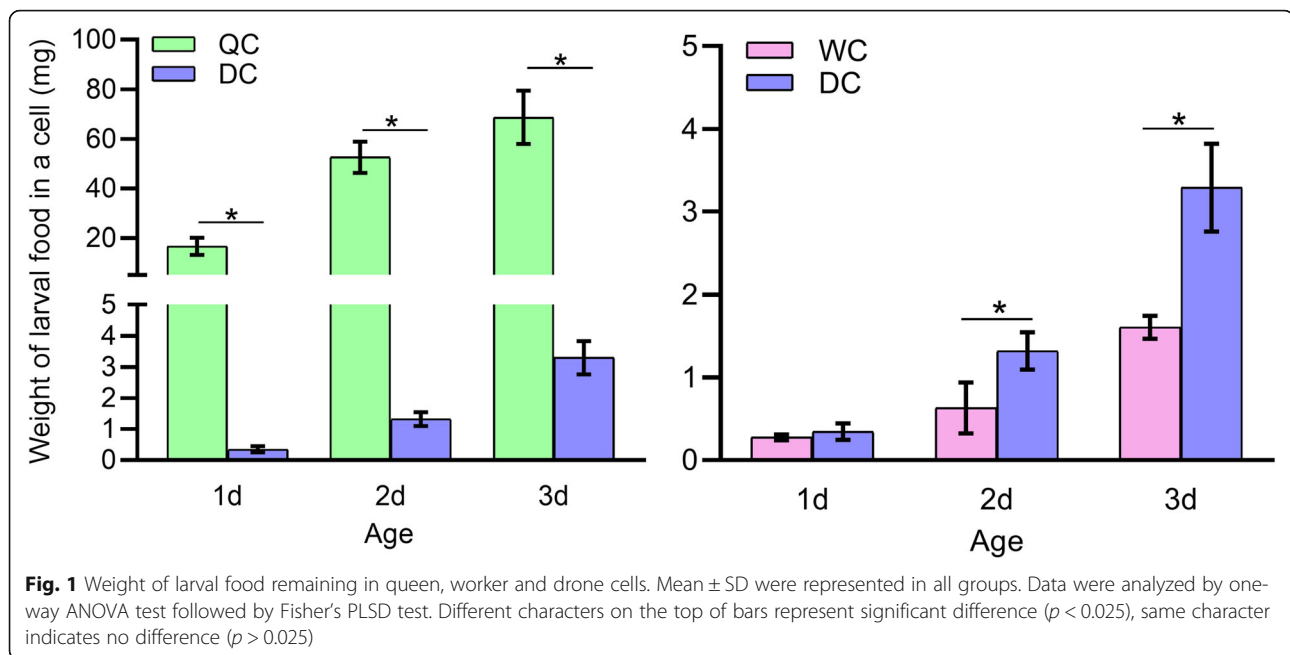 Weight of larval food in a cell (mg)
100
80
60
40
20
5
4
3
2
1
0
QC
DC
*
*
*
1d
2d
3d
Age
5
4
3
2
1
0
WC
DC
*
*
1d
2d
3d
Age
Fig. 1 Weight of larval food remaining in queen, worker and drone cells. Mean ± SD were represented in all groups. Data were analyzed by one-
way ANOVA test followed by Fisher's PLSD test. Different characters on the top of bars represent significant difference (p < 0.025), same character
indicates no difference (p > 0.025)